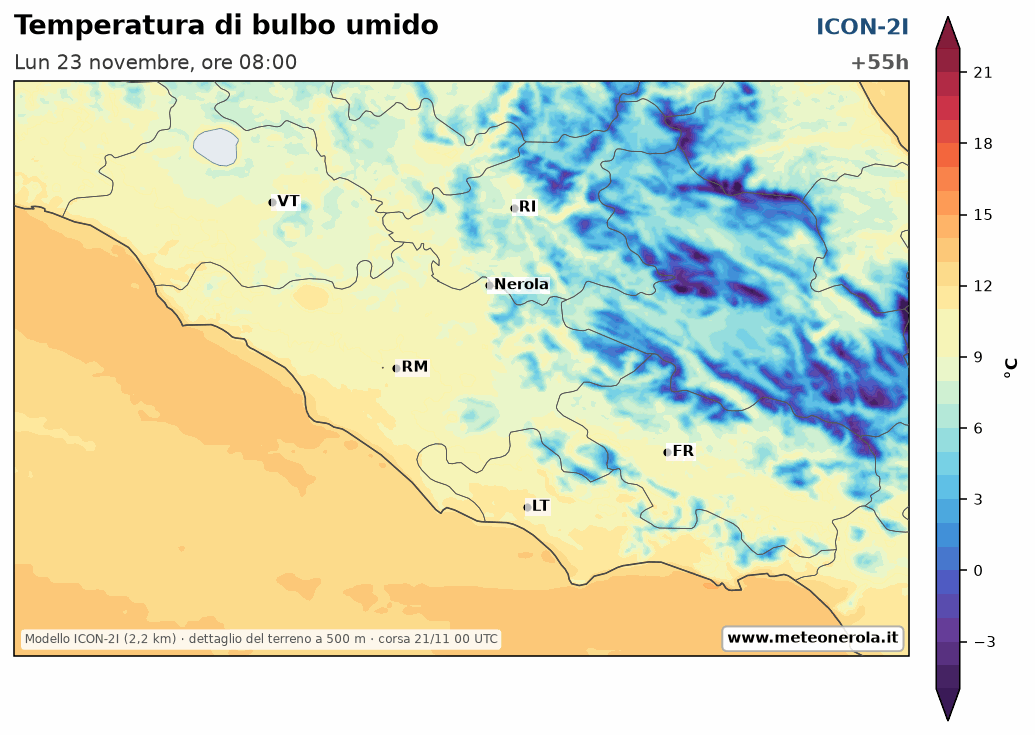 Temperatura di bulbo umido
ICON-2I
Lun 23 novembre, ore 08:00
+55h
VT
RI
Nerola
RM
FR
LT
21
18
15
12
9
6
3
0
−3
°C
Modello ICON-2I (2,2 km) · dettaglio del terreno a 500 m · corsa 21/11 00 UTC
www.meteonerola.it